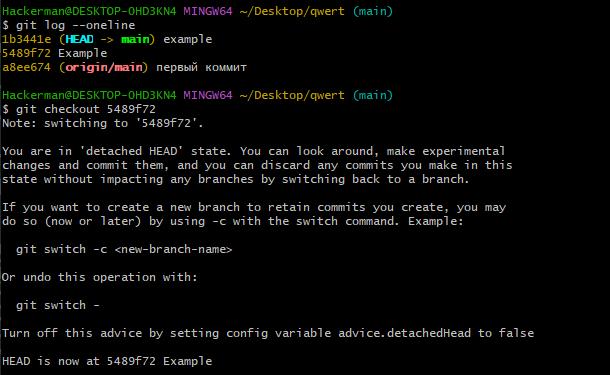 Hackerman@DESKTOP-OHD3KN4 MINGW64 ~/Desktop/qwert (main)
$ git log --oneline
1b3441e (HEAD -> main) example
5489f72 Example
a8ee674 (origin/main) первый коммит
Hackerman@DESKTOP-OHD3KN4 MINGW64 ~/Desktop/qwert (main)
$ git checkout 5489f72
Note: switching to '5489f72'.
You are in 'detached HEAD' state. You can look around, make experimental
changes and commit them, and you can discard any commits you make in this
state without impacting any branches by switching back to a branch.
If you want to create a new branch to retain commits you create, you may
do so (now or later) by using -c with the switch command. Example:
git switch -c <new-branch-name>
Or undo this operation with:
git switch -
Turn off this advice by setting config variable advice.detachedHead to false
HEAD is now at 5489f72 Example